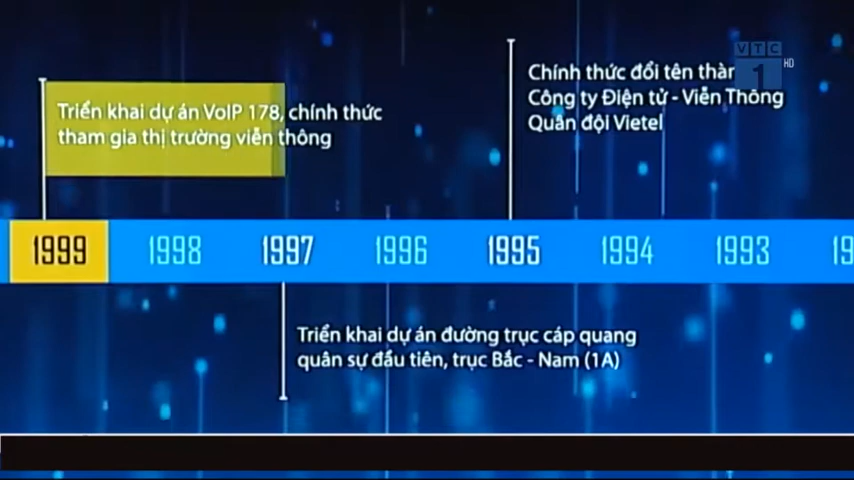 VTC
1
HD
Chính thức đổi tên thàn
Công ty Điện tử - Viễn Thông
Quân đội Vietel
Triển khai dự án VoIP 178, chính thức
tham gia thị trường viễn thông
1999 1998 1997 1996 1995 1994 1993 19
Triển khai dự án đường trục cáp quang
quân sự đầu tiên, trục Bắc - Nam (1A)